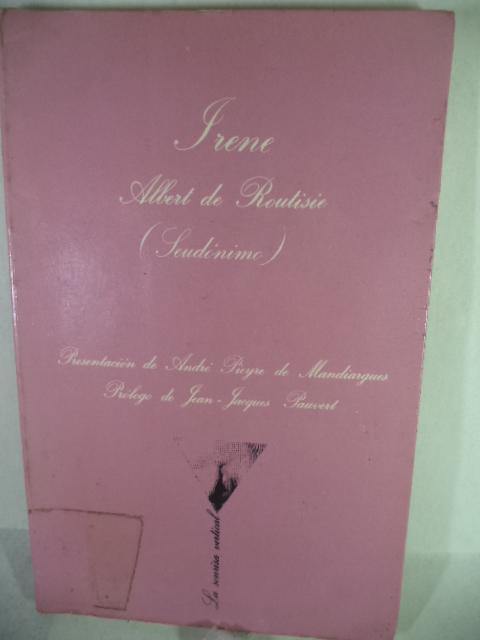 Irene
Albert de Routisie
(Seudónimo)
Presentación de André Pieyre de Mandiargues
Prólogo de Jean-Jacques Pauvert
La sonrisa vertical